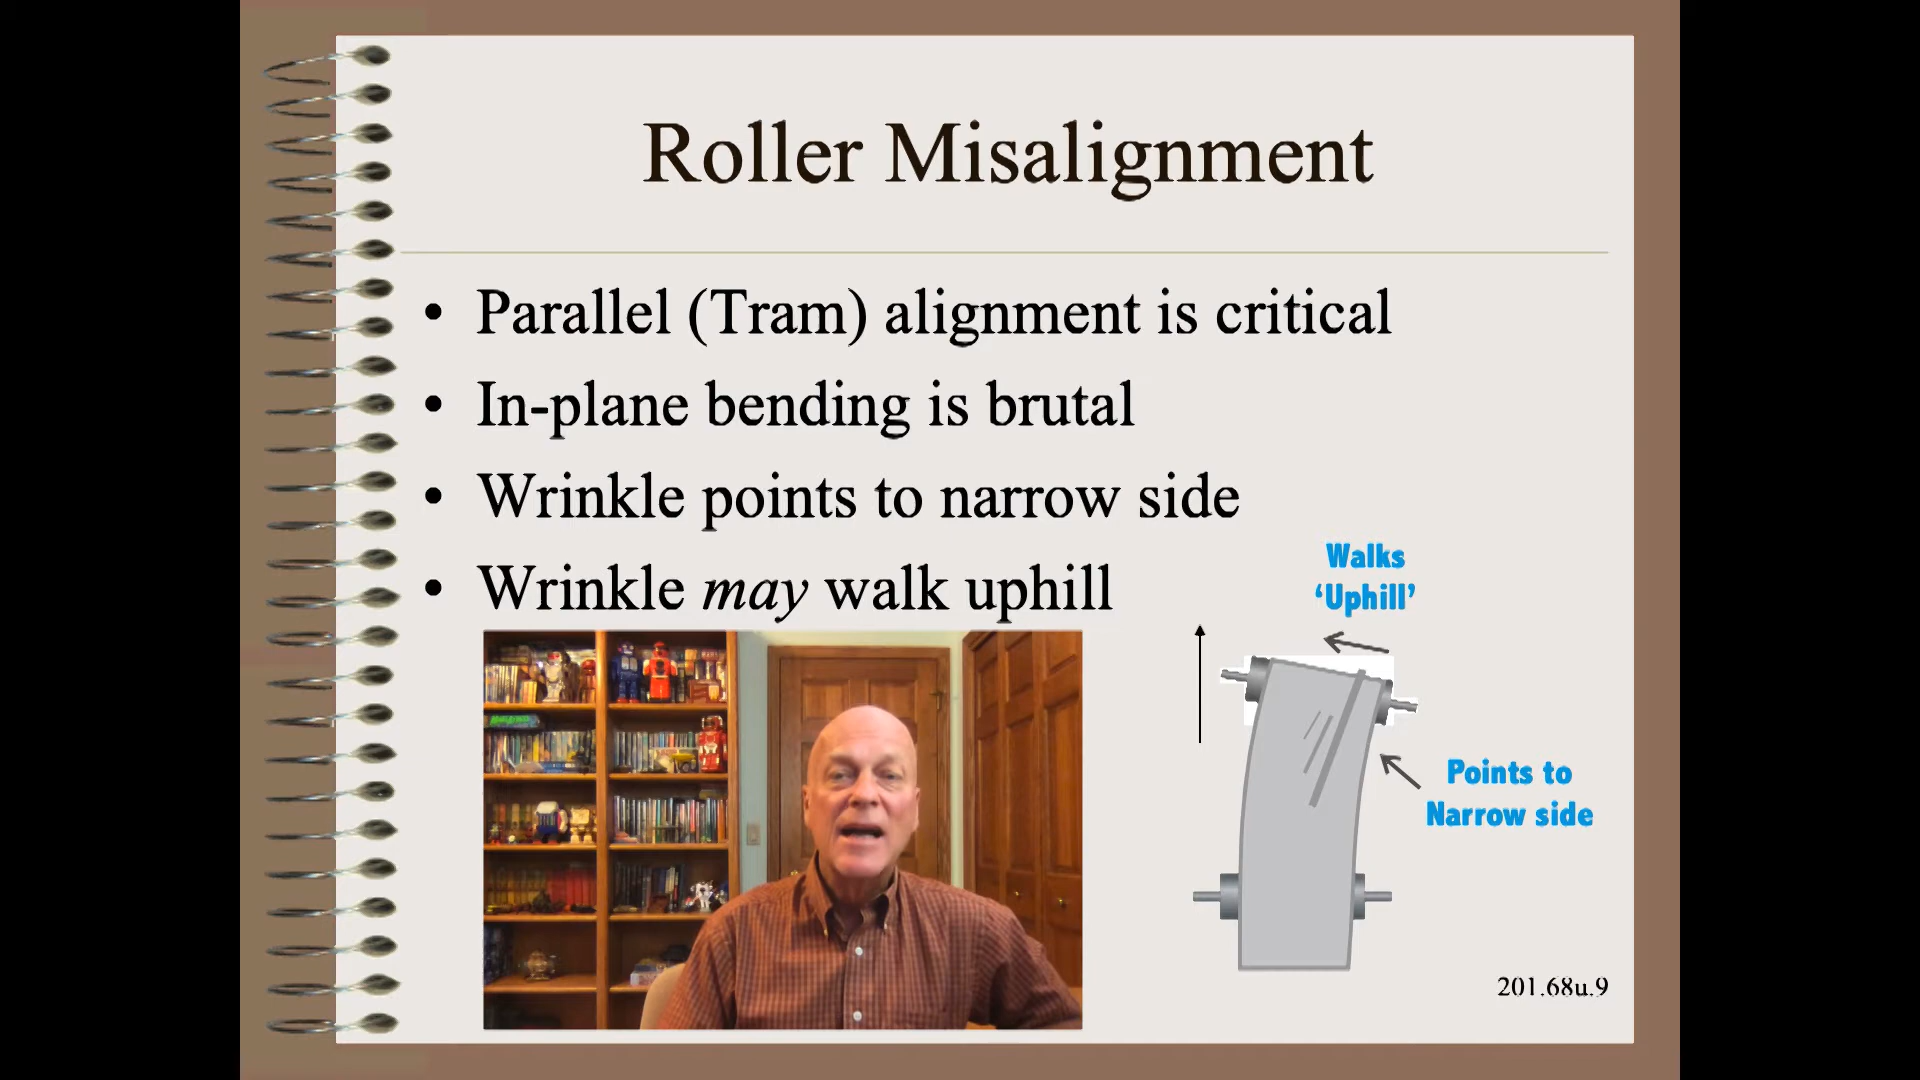 Roller Misalignment
• Parallel (Tram) alignment is critical
• In-plane bending is brutal
• Wrinkle points to narrow side
• Wrinkle may walk uphill
Walks
‘Uphill’
Points to
Narrow side
201.68u.9